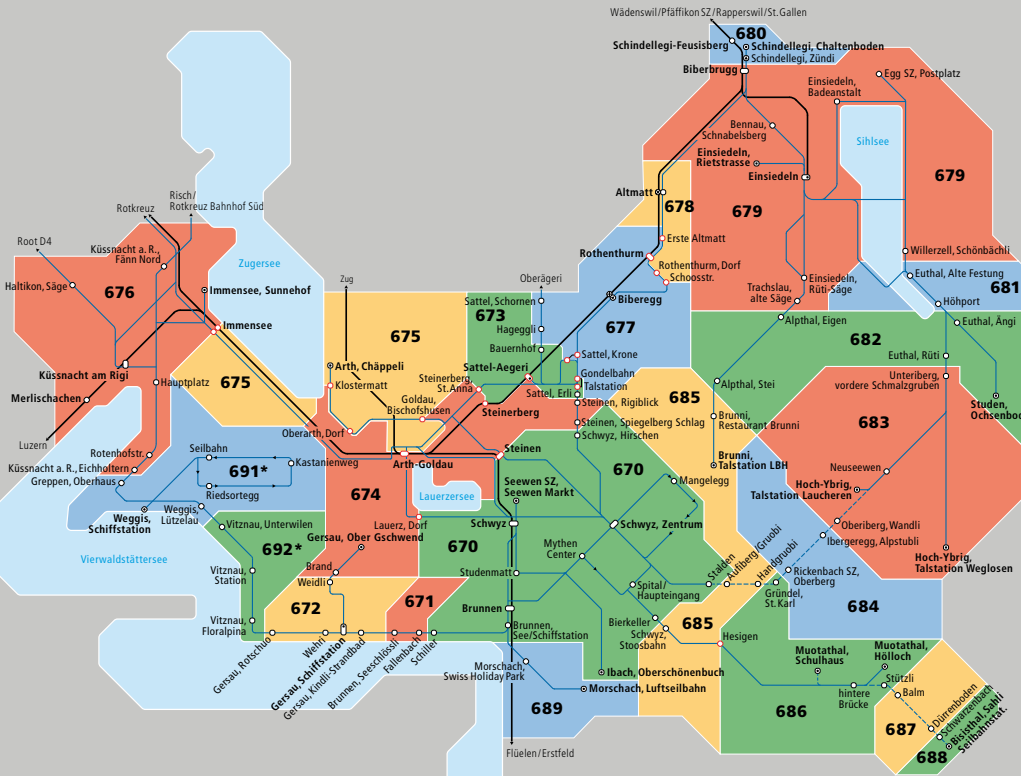 Wädenswil/Pfäffikon SZ/Rapperswil/St.Gallen
680
Schindellegi-Feusisberg
Schindellegi, Chaltenboden
Schindellegi, Zündi
Biberbrugg
Egg SZ, Postplatz
Einsiedeln,
Badeanstalt
Bennau,
Schnabelsberg
Sihlsee
Einsiedeln,
Rietstrasse
Einsiedeln
679
679
Altmatt
678
Erste Altmatt
Rothenthurm
Rothenthurm, Dorf
Schoosstr.
Willerzell, Schönbächli
Euthal, Alte Festung
681
Einsiedeln,
Rüti-Säge
Trachslau,
alte Säge
Höhport
Euthal, Ängi
Alpthal, Eigen
682
Euthal, Rüti
Unteriberg,
vordere Schmalzgruben
Studen,
Ochsenbod
Risch/
Rotkreuz Bahnhof Süd
Rotkreuz
Root D4
Küssnacht a.R.,
Fänn Nord
Zugersee
Haltikon, Säge
676
Immensee, Sunnehof
Immensee
Küssnacht am Rigi
Merlischachen
Hauptplatz
675
Luzern
Zug
675
Arth, Chäppeli
Klostermatt
Goldau,
Bischofshusen
Oberarth, Dorf
Arth-Goldau
Oberägeri
Sattel, Schornen
673
Hageggli
Bauernhof
Biberegg
677
Sattel, Krone
Sattel-Aegeri
Gondelbahn
Talstation
Steinerberg,
St.Anna
Sattel, Erli
Steinerberg
Steinen, Rigiblick
Steinen, Spiegelberg Schlag
Schwyz, Hirschen
Steinen
Alpthal, Stei
685
Brunni,
Restaurant Brunni
Brunni,
Talstation LBH
683
Neuseewen
Hoch-Ybrig,
Talstation Laucheren
Oberiberg, Wandli
Ibergeregg, Alpstubli
Hoch-Ybrig,
Talstation Weglosen
Rotenhofstr.
Küssnacht a.R., Eichholtern
Greppen, Oberhaus
Seilbahn
691*
Kastanienweg
Riedsortegg
Weggis,
Schiffstation
Weggis,
Lützelau
Vierwaldstättersee
Vitznau, Unterwilen
692*
Vitznau,
Station
Vitznau,
Floralpina
674
Lauerzersee
Lauerz, Dorf
Gersau, Ober Gschwend
Brand
Weidli
672
671
Gersau, Rotschuo
Wehri
Gersau, Schiffstation
Gersau, Kindli-Strandbad
Brunnen, Seeschlössli
Fallenbach
Schiller
Seewen SZ,
Seewen Markt
670
Mangelegg
Schwyz
Schwyz, Zentrum
670
Mythen
Center
Studenmatt
Brunnen
Brunnen,
See/Schiffstation
Spital/
Haupteingang
Bierkeller
Schwyz,
Stoosbahn
685
Stalden
Aufiberg/Gruobi
Handgruobi
Rickenbach SZ,
Oberberg
Gründel,
St.Karl
684
Hesigen
Morschach,
Swiss Holiday Park
Ibach, Oberschönenbuch
Morschach, Luftseilbahn
689
Flüelen/Erstfeld
Muotathal,
Schulhaus
Muotathal,
Hölloch
Stützli
Balm
hintere
Brücke
686
687
Dürrenboden
Schwarzenbach
Bisisthal, Sahli
Seilbahnstat.
688